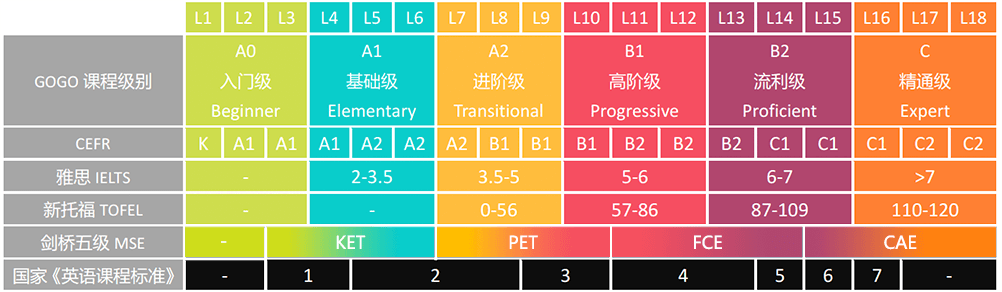 L1 L2 L3 L4 L5 L6 L7 L8 L9 L10 L11 L12 L13 L14 L15 L16 L17 L18
GOGO 课程级别
A0
入门级
Beginner
A1
基础级
Elementary
A2
进阶级
Transitional
B1
高阶级
Progressive
B2
流利级
Proficient
C
精通级
Expert
CEFR K A1 A1 A1 A2 A2 A2 B1 B1 B1 B2 B2 B2 C1 C1 C1 C2 C2
雅思 IELTS - 2-3.5 3.5-5 5-6 6-7 >7
新托福 TOFEL - - 0-56 57-86 87-109 110-120
剑桥五级 MSE - KET PET FCE CAE
国家《英语课程标准》 - 1 2 3 4 5 6 7 -